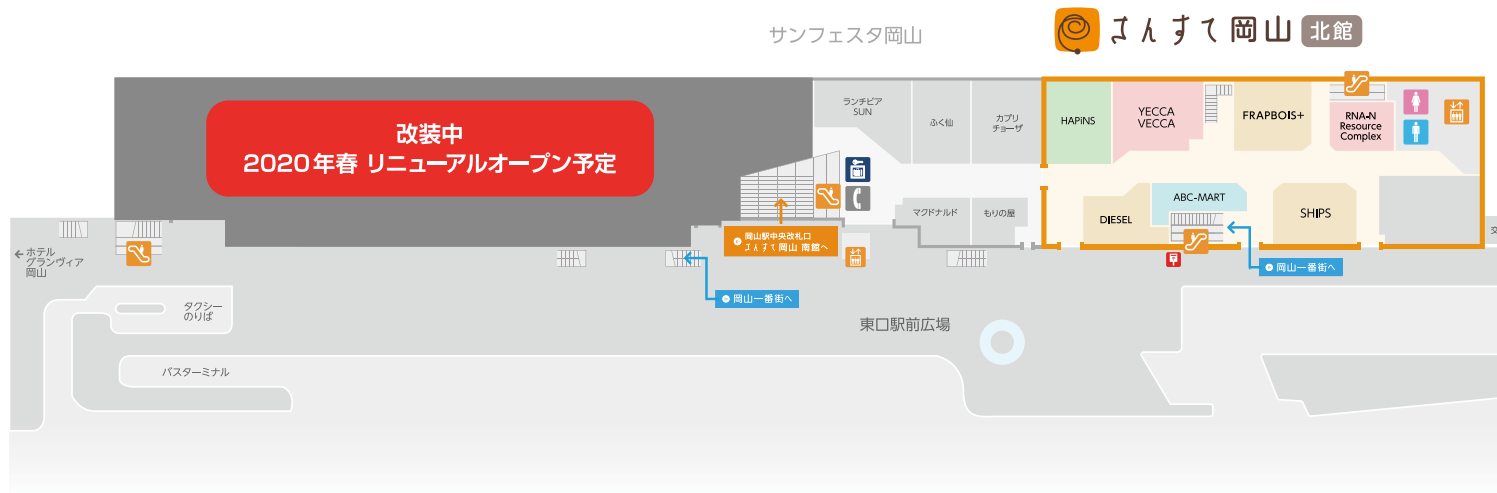 サンフェスタ岡山
さんすて岡山 北館
改装中
2020年春 リニューアルオープン予定
ランチビア
SUN
ふく仙
カプリ
チョーザ
HAPiNS
YECCA
VECCA
FRAPBOIS+
RNA-N
Resource
Complex
マクドナルド
もりの屋
DIESEL
ABC-MART
SHIPS
岡山駅中央改札口
さんすて岡山 南館へ
ホテル
グランヴィア
岡山
岡山一番街へ
岡山一番街へ
交
タクシー
のりば
東口駅前広場
バスターミナル